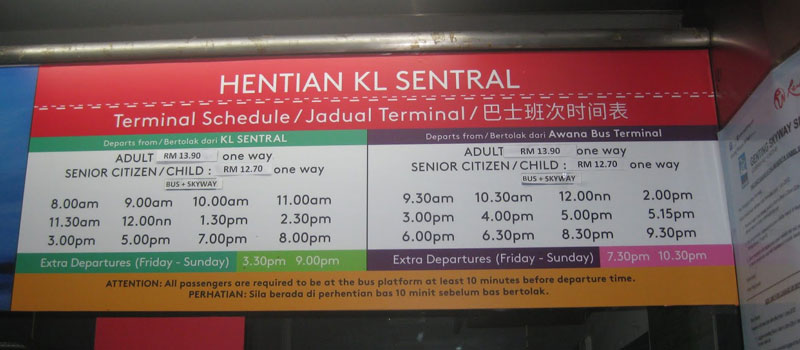 HENTIAN KL SENTRAL
Terminal Schedule / Jadual Terminal / 巴士班次时间表
Departs from / Bertolak dari KL SENTRAL
ADULT RM 13.90 one way
SENIOR CITIZEN / CHILD : RM 12.70 one way
BUS + SKYWAY
8.00am 9.00am 10.00am 11.00am
11.30am 12.00nn 1.30pm 2.30pm
3.00pm 5.00pm 7.00pm 8.00pm
Extra Departures (Friday - Sunday) 3.30pm 9.00pm
Departs from / Bertolak dari Awana Bus Terminal
ADULT RM 13.90 one way
SENIOR CITIZEN / CHILD : RM 12.70 one way
BUS + SKYWAY
9.30am 10.30am 12.00nn 2.00pm
3.00pm 4.00pm 5.00pm 5.15pm
6.00pm 6.30pm 8.30pm 9.30pm
Extra Departures (Friday - Sunday) 7.30pm 10.30pm
ATTENTION: All passengers are required to be at the bus platform at least 10 minutes before departure time.
PERHATIAN: Sila berada di perhentian bas 10 minit sebelum bas bertolak.
GENTING SKYWAY